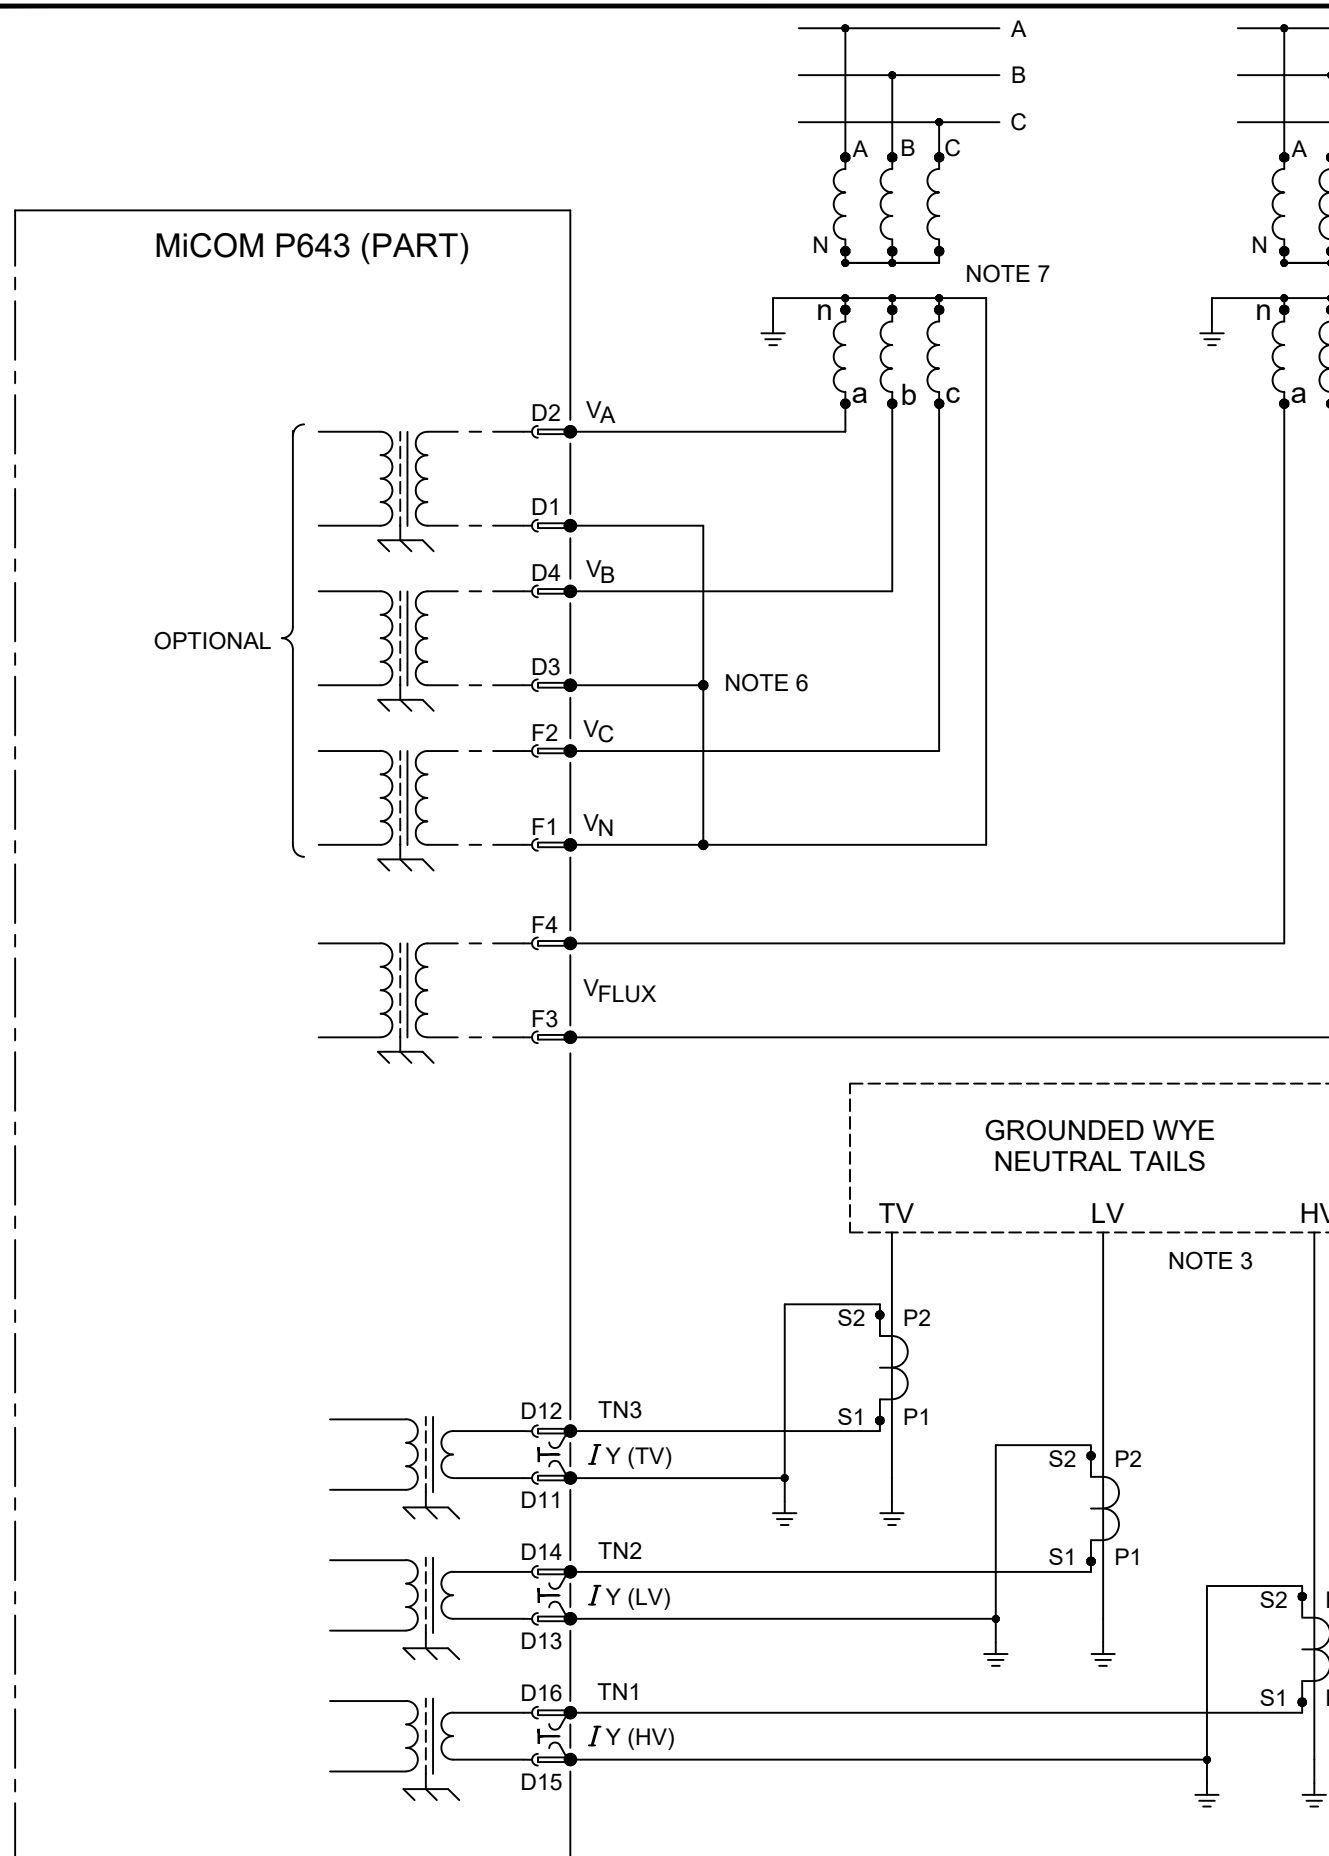 A
B
C
A B C A
MiCOM P643 (PART)
N N
NOTE 7
n n
a b c a
D2 VA
D1
D4 VB
OPTIONAL
D3 NOTE 6
F2 VC
F1 VN
F4
VFLUX
F3
GROUNDED WYE
NEUTRAL TAILS
TV LV HV
NOTE 3
S2 P2
D12 TN3 S1 P1
I Y (TV) S2 P2
D11
D14 TN2 S1 P1
I Y (LV) S2
D13
D16 TN1 S1
I Y (HV)
D15